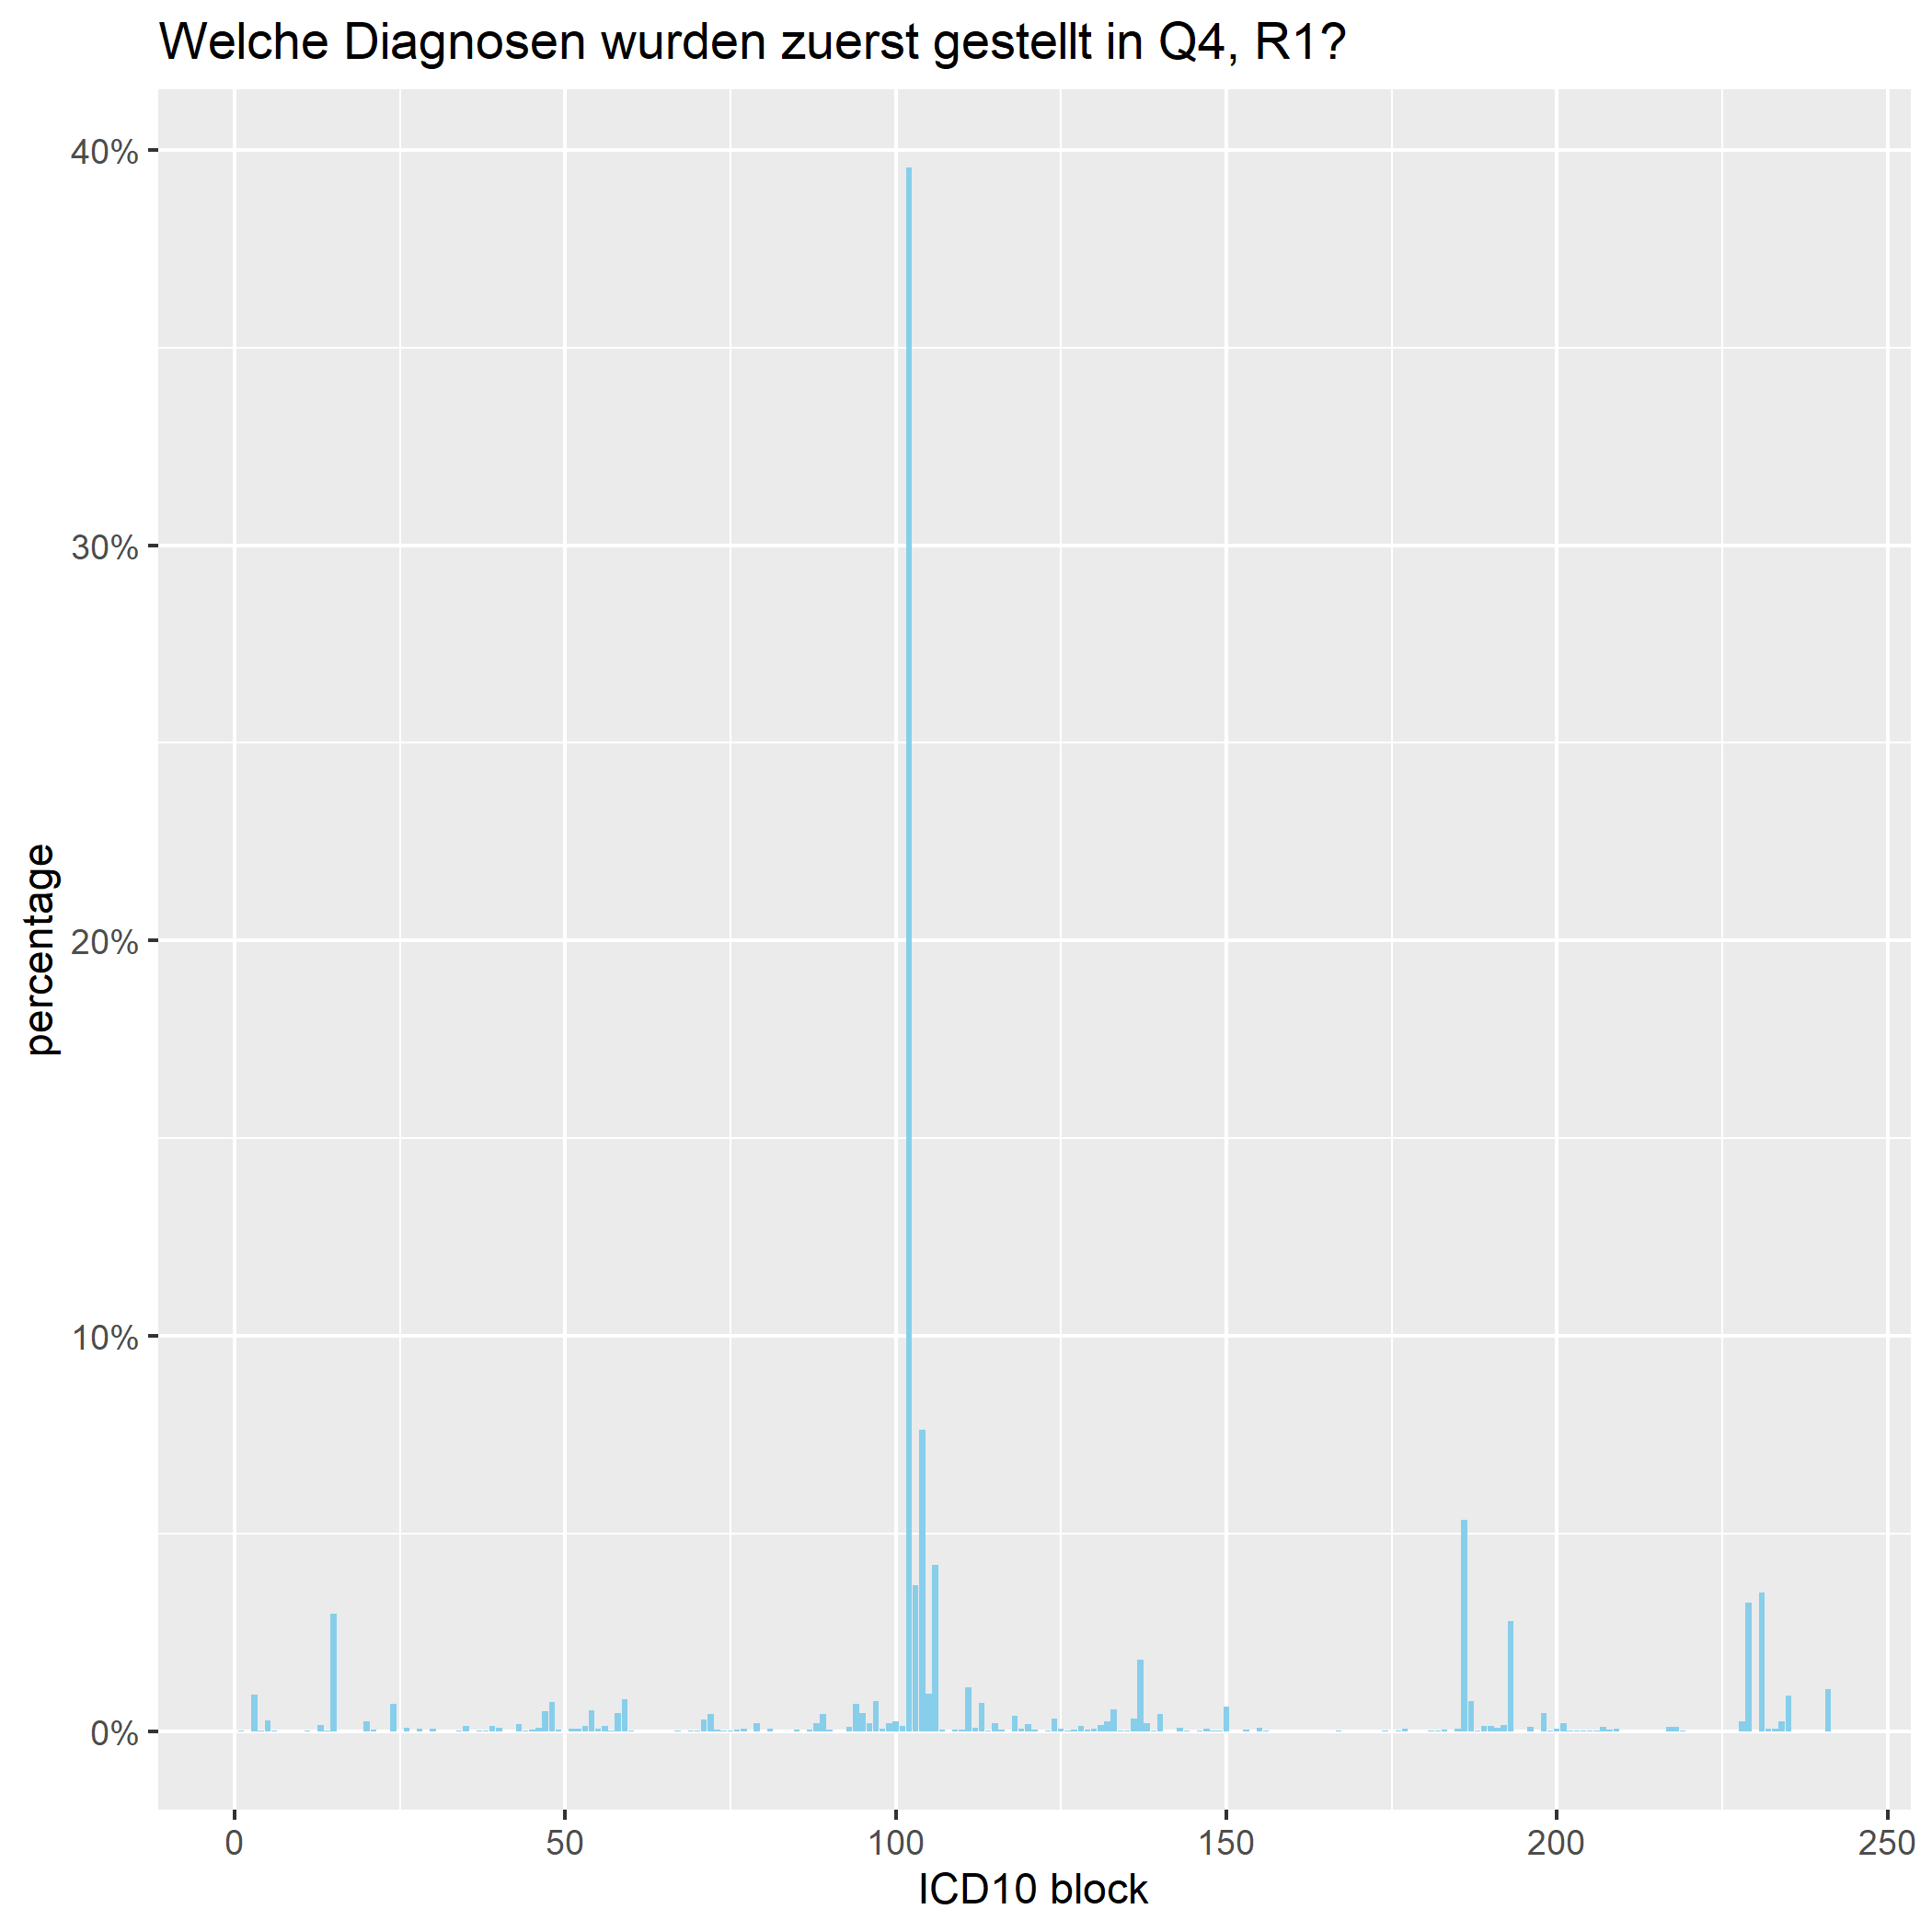 Welche Diagnosen wurden zuerst gestellt in Q4, R1?
40%
30%
20%
10%
0%
percentage
0 50 100 150 200 250
ICD10 block